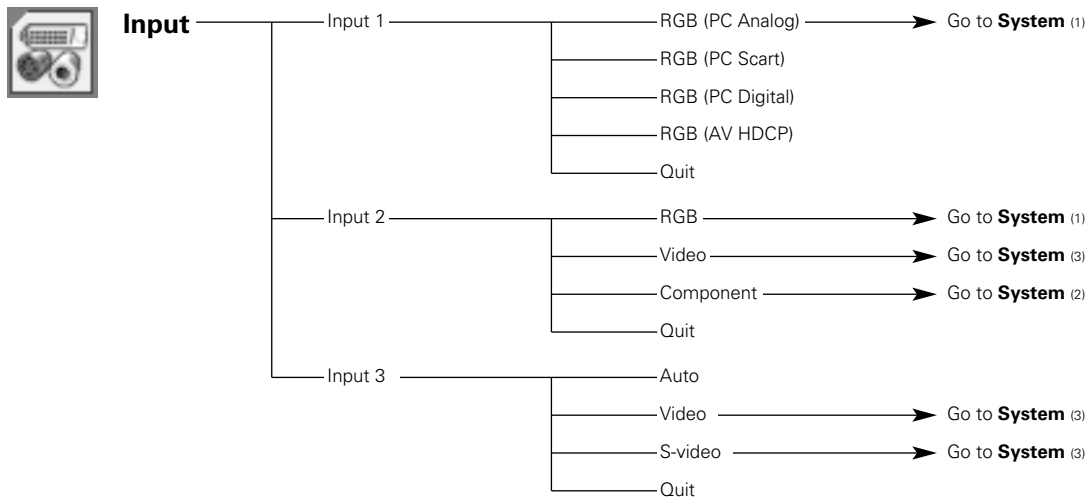 Input
Input 1
RGB (PC Analog)
Go to System (1)
RGB (PC Scart)
RGB (PC Digital)
RGB (AV HDCP)
Quit
Input 2
RGB
Go to System (1)
Video
Go to System (3)
Component
Go to System (2)
Quit
Input 3
Auto
Video
Go to System (3)
S-video
Go to System (3)
Quit